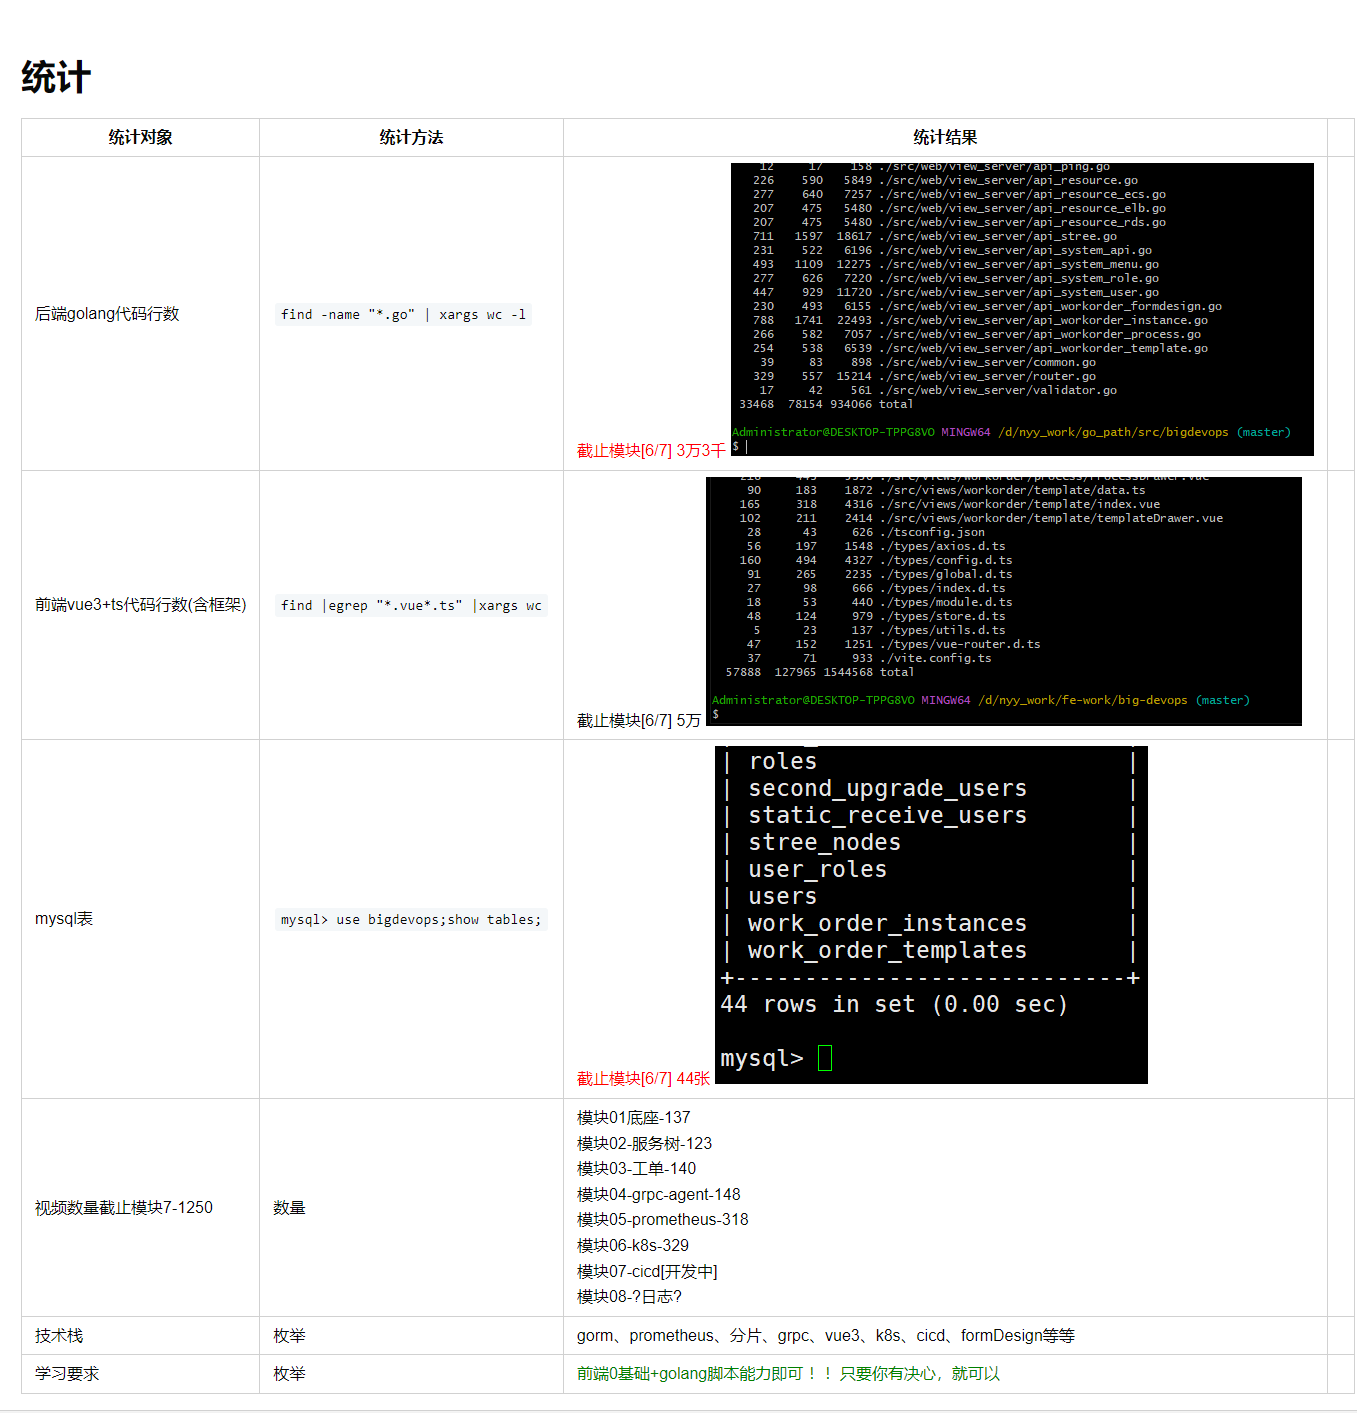 统计
统计对象 统计方法 统计结果
后端golang代码行数
find -name "*.go" | xargs wc -l
12 17 158 ./src/web/view_server/api_ping.go
226 590 5849 ./src/web/view_server/api_resource.go
277 640 7257 ./src/web/view_server/api_resource_ecs.go
207 475 5480 ./src/web/view_server/api_resource_elb.go
207 475 5480 ./src/web/view_server/api_resource_rds.go
711 1597 18617 ./src/web/view_server/api_stree.go
231 522 6196 ./src/web/view_server/api_system_api.go
493 1109 12275 ./src/web/view_server/api_system_menu.go
277 626 7220 ./src/web/view_server/api_system_role.go
447 929 11720 ./src/web/view_server/api_system_user.go
230 493 6155 ./src/web/view_server/api_workorder_formdesign.go
788 1741 22493 ./src/web/view_server/api_workorder_instance.go
266 582 7057 ./src/web/view_server/api_workorder_process.go
254 538 6539 ./src/web/view_server/api_workorder_template.go
39 83 898 ./src/web/view_server/common.go
329 557 15214 ./src/web/view_server/router.go
17 42 561 ./src/web/view_server/validator.go
33468 78154 934066 total
Administrator@DESKTOP-TPPG8VO MINGW64 /d/nyy_work/go_path/src/bigdevops (master)
$
截止模块[6/7] 3万3千
前端vue3+ts代码行数(含框架)
find |egrep "*.vue*.ts" |xargs wc
90 183 1872 ./src/views/workorder/template/data.ts
165 318 4316 ./src/views/workorder/template/index.vue
102 211 2414 ./src/views/workorder/template/templateDrawer.vue
28 43 626 ./tsconfig.json
56 197 1548 ./types/axios.d.ts
160 494 4327 ./types/config.d.ts
91 265 2235 ./types/global.d.ts
27 98 666 ./types/index.d.ts
18 53 440 ./types/module.d.ts
48 124 979 ./types/store.d.ts
5 23 137 ./types/utils.d.ts
47 152 1251 ./types/vue-router.d.ts
37 71 933 ./vite.config.ts
57888 127965 1544568 total
Administrator@DESKTOP-TPPG8VO MINGW64 /d/nyy_work/fe-work/big-devops (master)
$
截止模块[6/7] 5万
mysql表
mysql> use bigdevops;show tables;
| roles |
| second_upgrade_users |
| static_receive_users |
| stree_nodes |
| user_roles |
| users |
| work_order_instances |
| work_order_templates |
+----------------------------+
44 rows in set (0.00 sec)
mysql>
截止模块[6/7] 44张
视频数量截止模块7-1250
数量
模块01底座-137
模块02-服务树-123
模块03-工单-140
模块04-grpc-agent-148
模块05-prometheus-318
模块06-k8s-329
模块07-cicd[开发中]
模块08-?日志?
技术栈 枚举 gorm、prometheus、分片、grpc、vue3、k8s、cicd、formDesign等等
学习要求 枚举 前端0基础+golang脚本能力即可！！只要你有决心，就可以